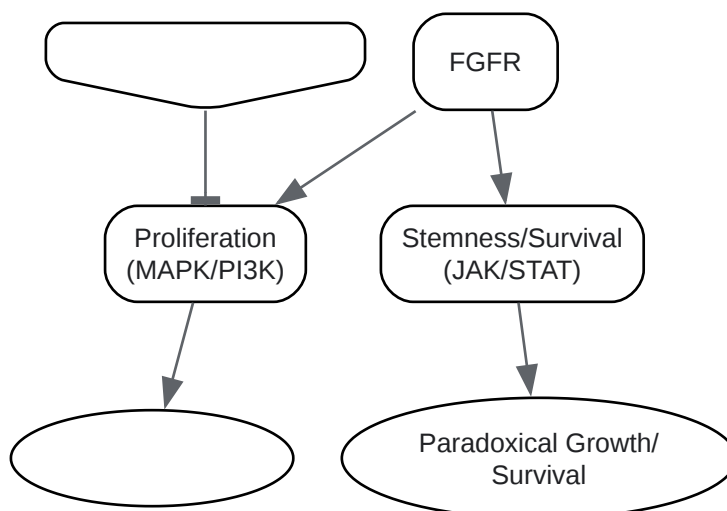 FGFR
Proliferation
(MAPK/PI3K)
Stemness/Survival
(JAK/STAT)
Paradoxical Growth/
Survival